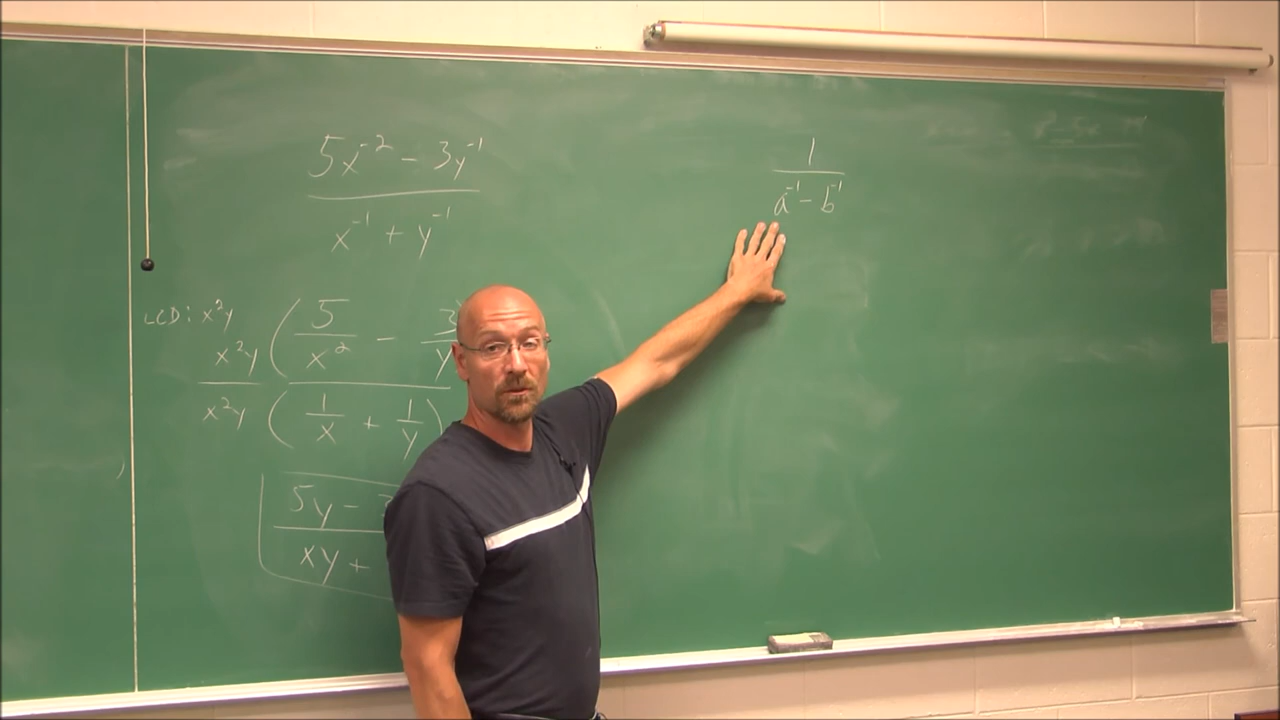 5x⁻² - 3y⁻¹
x⁻¹ + y⁻¹
LCD: x²y
x²y ( 5 - 3
x² y
x²y ( 1 + 1 )
x y
5y - 3
xy +
1
a⁻¹ - b⁻¹